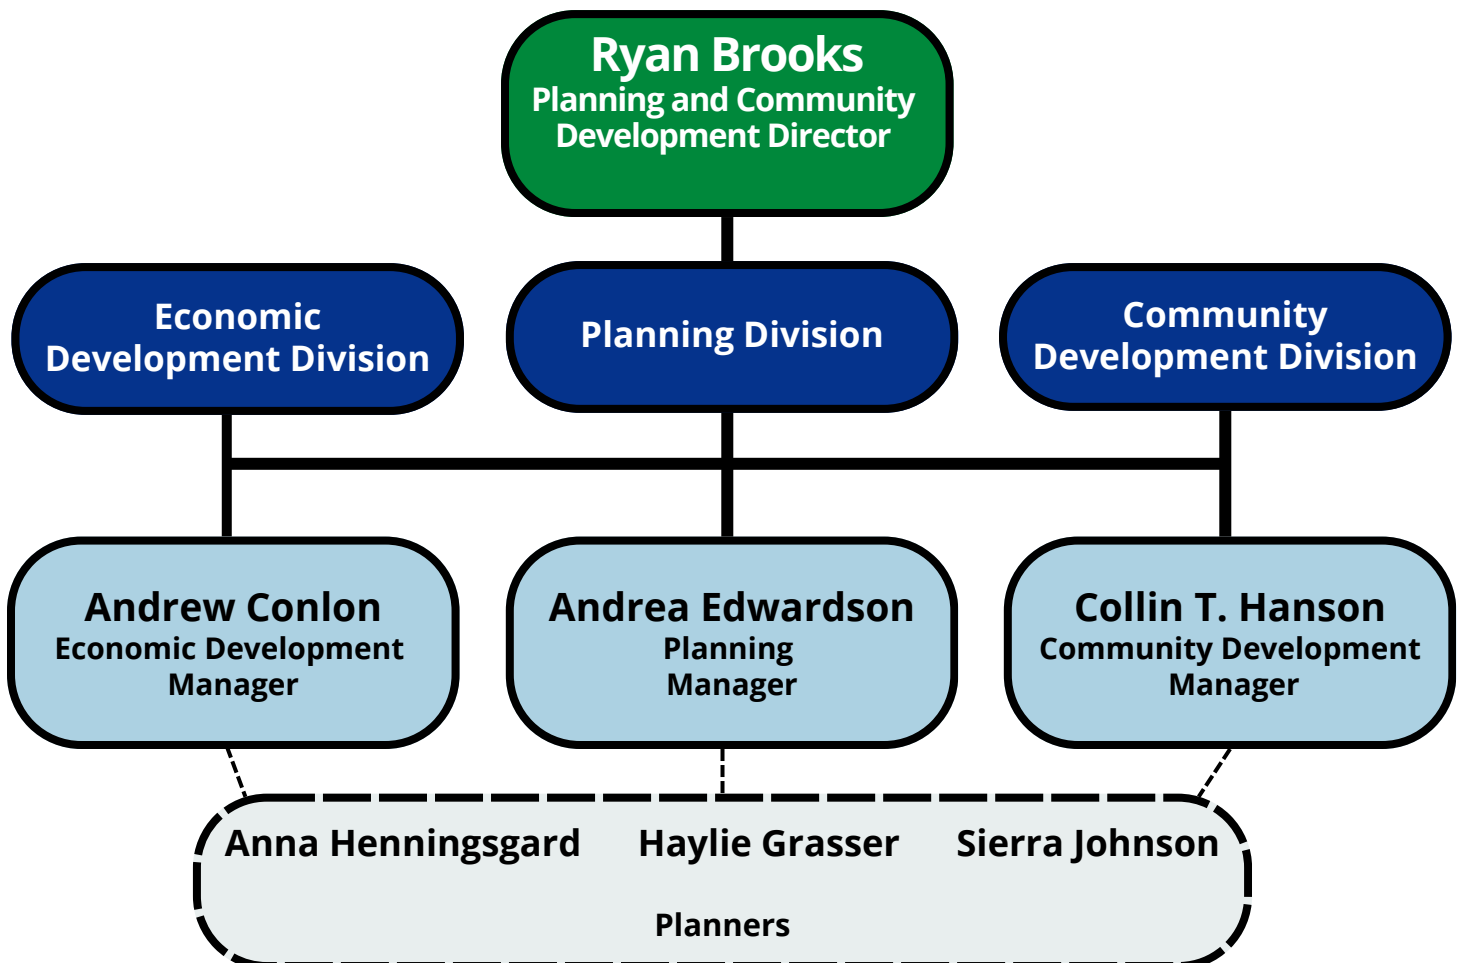 Ryan Brooks
Planning and Community
Development Director
Economic
Development Division
Planning Division
Community
Development Division
Andrew Conlon
Economic Development
Manager
Andrea Edwardson
Planning
Manager
Collin T. Hanson
Community Development
Manager
Anna Henningsgard
Haylie Grasser
Sierra Johnson
Planners